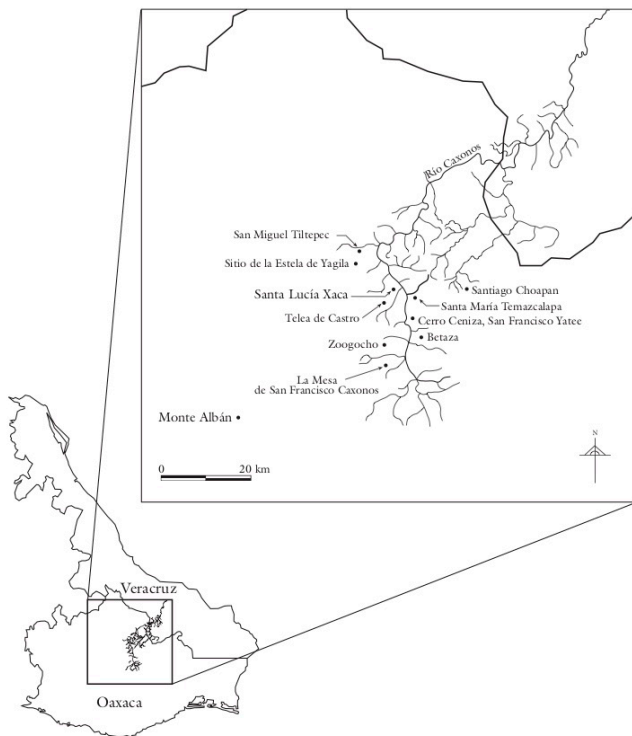 Río Caxonos
San Miguel Tiltepec
Sitio de la Estela de Yagila
Santiago Choapan
Santa Lucía Xaca
Santa María Temazcalapa
Telea de Castro
Cerro Ceniza, San Francisco Yatee
Betaza
Zoogocho
La Mesa
de San Francisco Caxonos
Monte Albán
N
0 20 km
Veracruz
Oaxaca